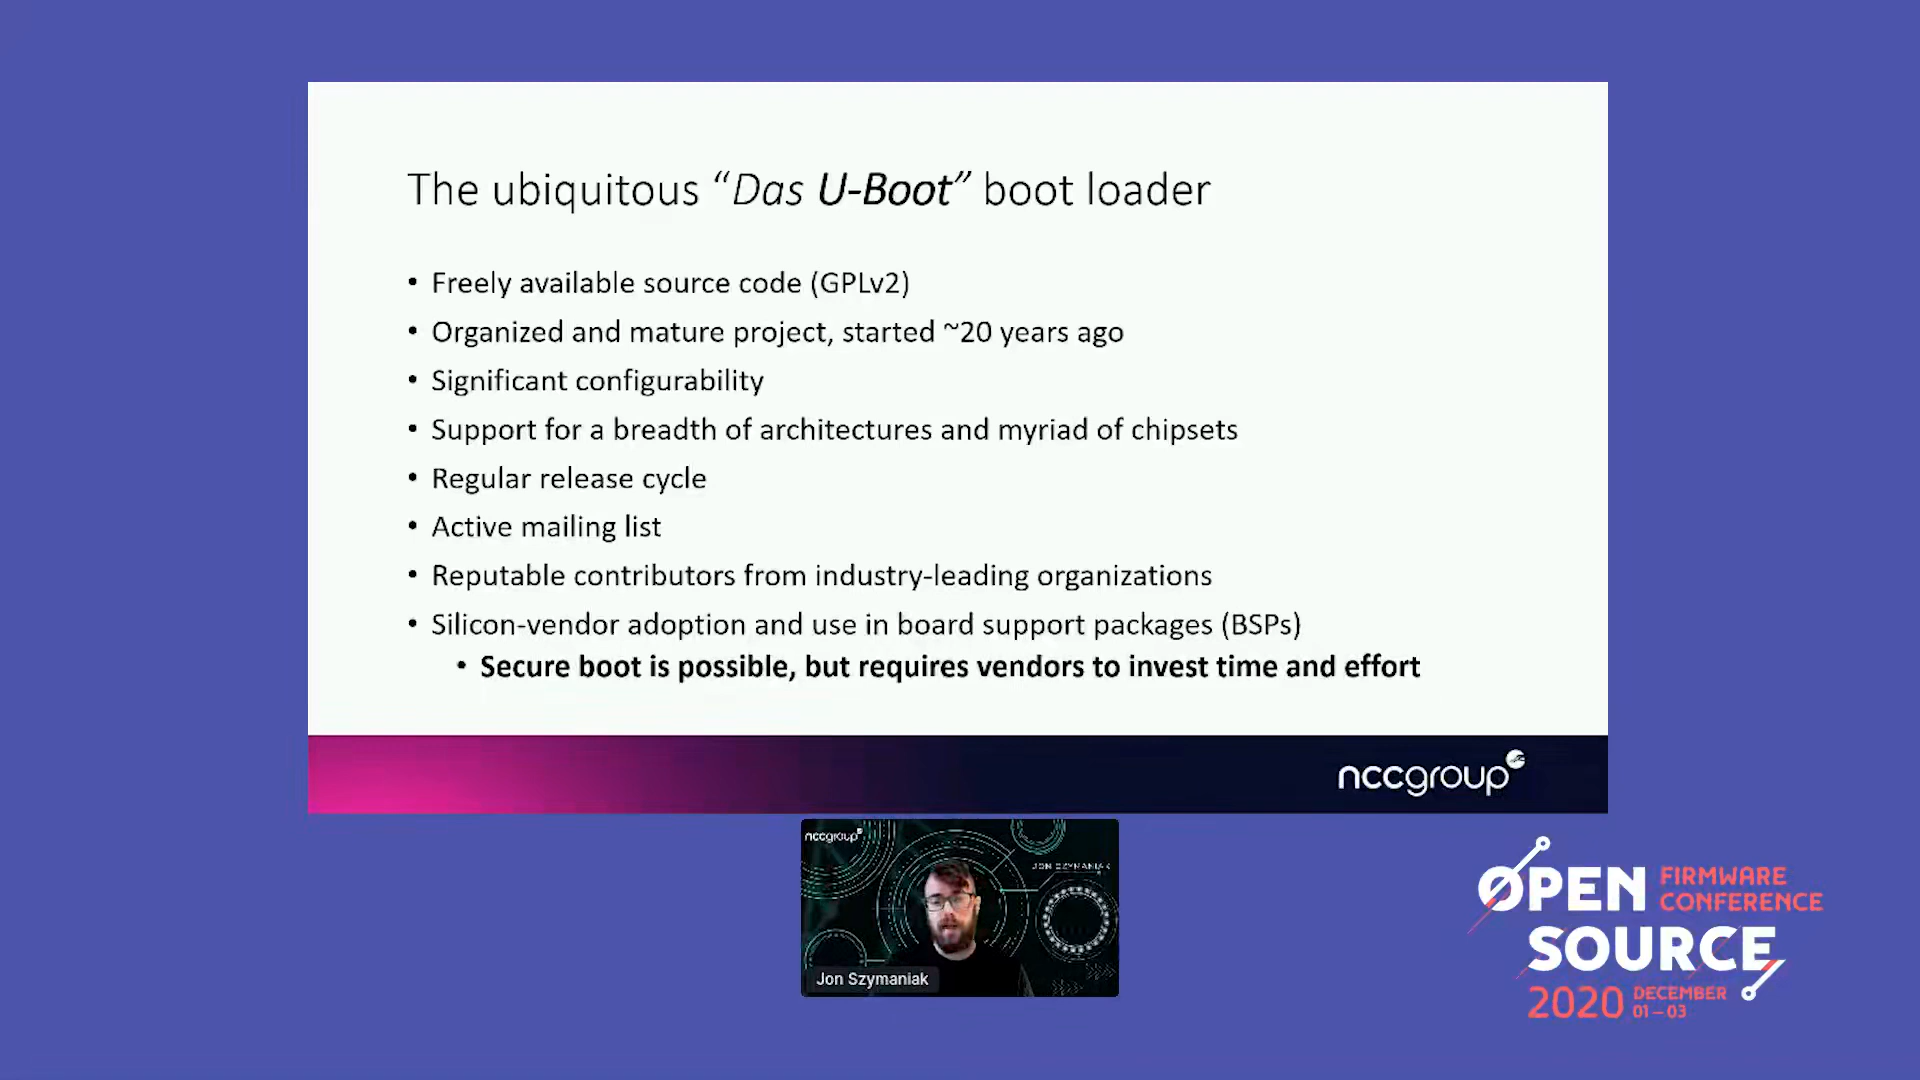 The ubiquitous “Das U-Boot” boot loader
• Freely available source code (GPLv2)
• Organized and mature project, started ~20 years ago
• Significant configurability
• Support for a breadth of architectures and myriad of chipsets
• Regular release cycle
• Active mailing list
• Reputable contributors from industry-leading organizations
• Silicon-vendor adoption and use in board support packages (BSPs)
• Secure boot is possible, but requires vendors to invest time and effort
nccgroup
nccgroup
JON SZYMANIAK
Jon Szymaniak
OPEN FIRMWARE
CONFERENCE
SOURCE
2020 DECEMBER
01–03